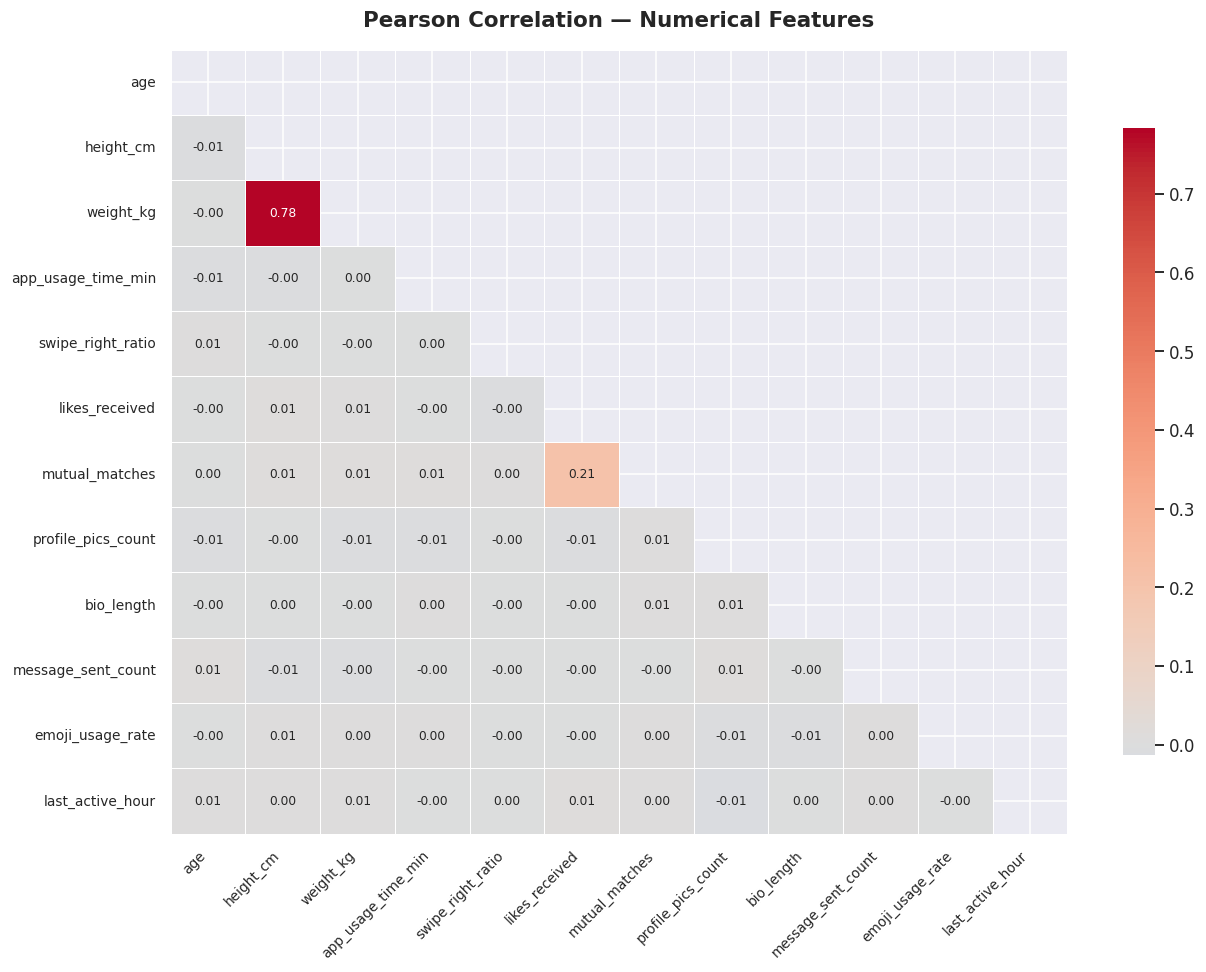 Pearson Correlation — Numerical Features
age
height_cm -0.01
weight_kg -0.00 0.78
app_usage_time_min -0.01 -0.00 0.00
swipe_right_ratio 0.01 -0.00 -0.00 0.00
likes_received -0.00 0.01 0.01 -0.00 -0.00
mutual_matches 0.00 0.01 0.01 0.01 0.00 0.21
profile_pics_count -0.01 -0.00 -0.01 -0.01 -0.00 -0.01 0.01
bio_length -0.00 0.00 -0.00 0.00 -0.00 -0.00 0.01 0.01
message_sent_count 0.01 -0.01 -0.00 -0.00 -0.00 -0.00 -0.00 0.01 -0.00
emoji_usage_rate -0.00 0.01 0.00 0.00 -0.00 -0.00 0.00 -0.01 -0.01 0.00
last_active_hour 0.01 0.00 0.01 -0.00 0.00 0.01 0.00 -0.01 0.00 0.00 -0.00
age height_cm weight_kg app_usage_time_min swipe_right_ratio likes_received mutual_matches profile_pics_count bio_length message_sent_count emoji_usage_rate last_active_hour
0.7
0.6
0.5
0.4
0.3
0.2
0.1
0.0